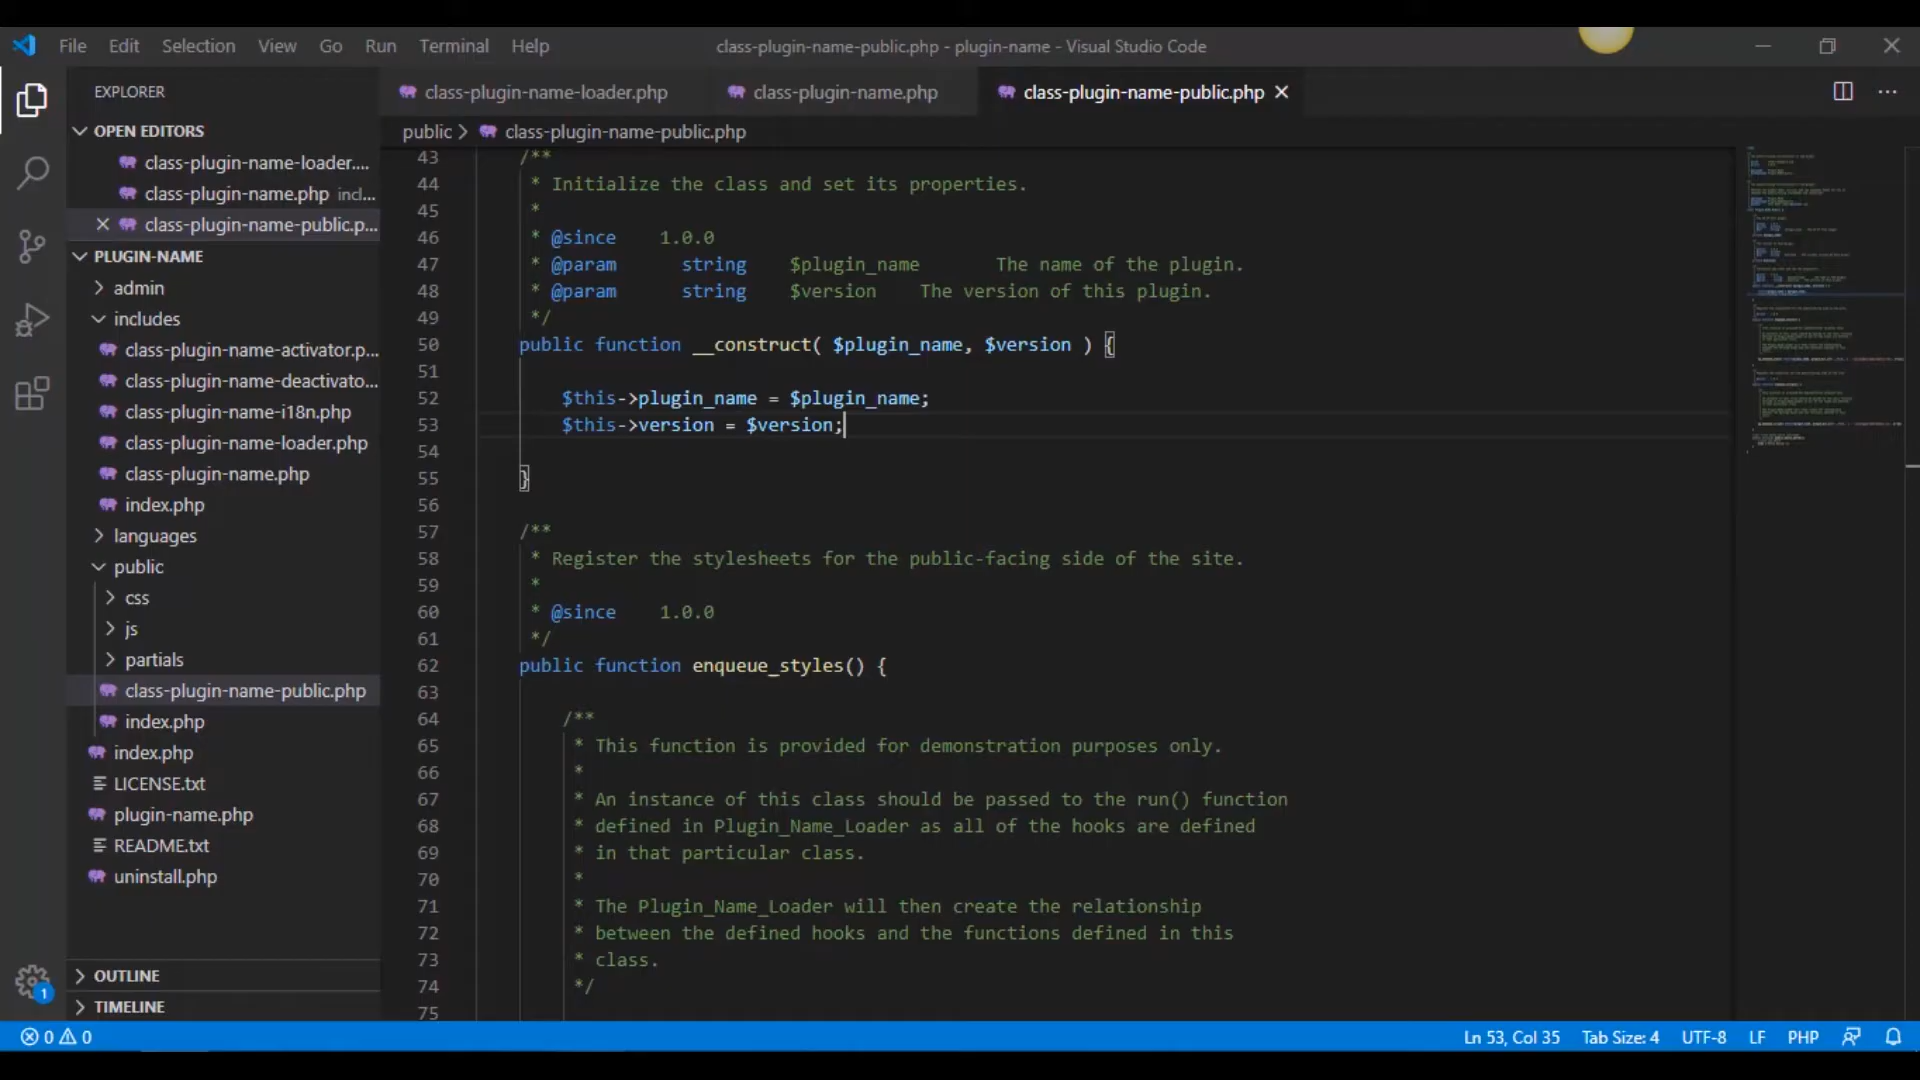 File Edit Selection View Go Run Terminal Help
class-plugin-name-public.php - plugin-name - Visual Studio Code
EXPLORER
OPEN EDITORS
class-plugin-name-loader....
class-plugin-name.php incl...
class-plugin-name-public.p...
PLUGIN-NAME
admin
includes
class-plugin-name-activator.p...
class-plugin-name-deactivato...
class-plugin-name-i18n.php
class-plugin-name-loader.php
class-plugin-name.php
index.php
languages
public
css
js
partials
class-plugin-name-public.php
index.php
index.php
LICENSE.txt
plugin-name.php
README.txt
uninstall.php
OUTLINE
TIMELINE
1
class-plugin-name-loader.php
class-plugin-name.php
class-plugin-name-public.php
public > class-plugin-name-public.php
43 /**
44 * Initialize the class and set its properties.
45 *
46 * @since 1.0.0
47 * @param string $plugin_name The name of the plugin.
48 * @param string $version The version of this plugin.
49 */
50 public function __construct( $plugin_name, $version ) {
51
52 $this->plugin_name = $plugin_name;
53 $this->version = $version;
54
55 }
56
57 /**
58 * Register the stylesheets for the public-facing side of the site.
59 *
60 * @since 1.0.0
61 */
62 public function enqueue_styles() {
63
64 /**
65 * This function is provided for demonstration purposes only.
66 *
67 * An instance of this class should be passed to the run() function
68 * defined in Plugin_Name_Loader as all of the hooks are defined
69 * in that particular class.
70 *
71 * The Plugin_Name_Loader will then create the relationship
72 * between the defined hooks and the functions defined in this
73 * class.
74 */
75
0 0
Ln 53, Col 35 Tab Size: 4 UTF-8 LF PHP